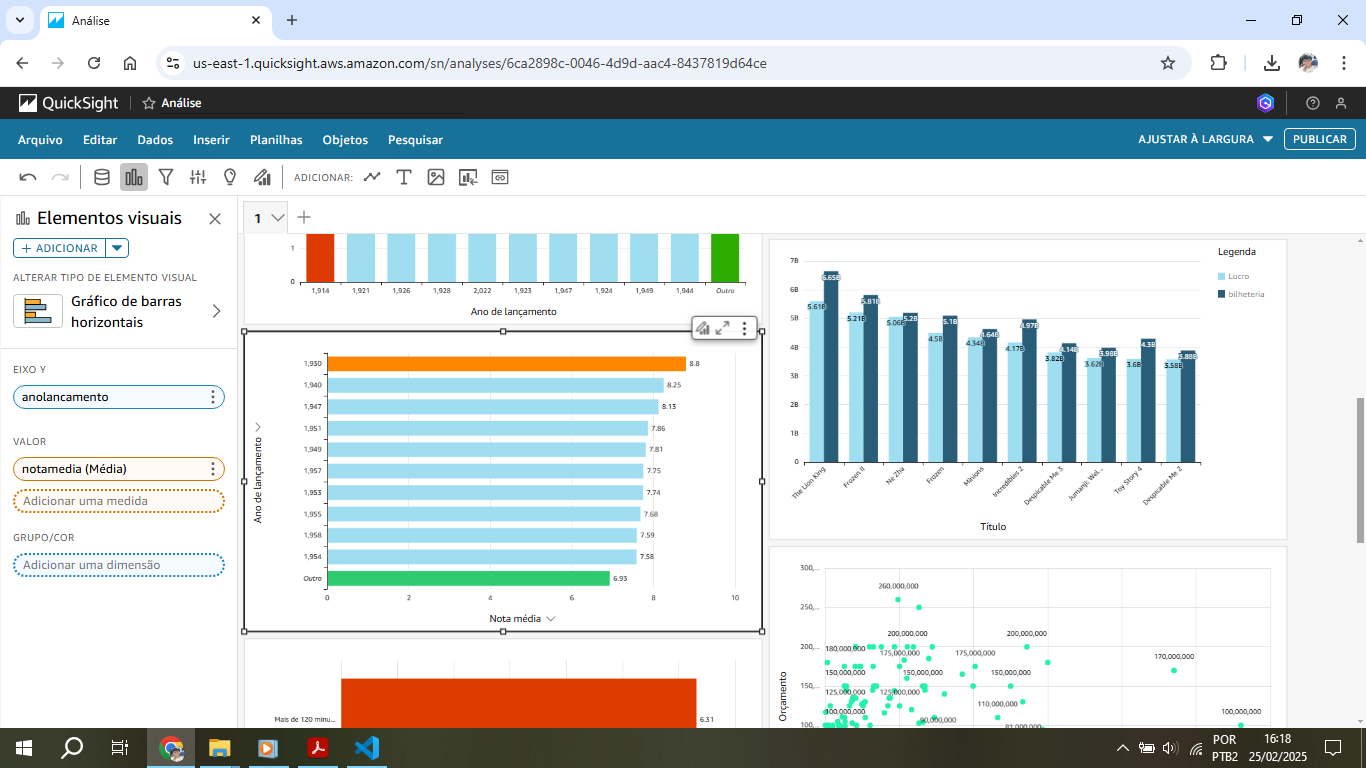 Análise
us-east-1.quicksight.aws.amazon.com/sn/analyses/6ca2898c-0046-4d9d-aac4-8437819d64ce
QuickSight
Análise
Arquivo Editar Dados Inserir Planilhas Objetos Pesquisar
AJUSTAR À LARGURA
PUBLICAR
ADICIONAR:
Elementos visuais
ADICIONAR
ALTERAR TIPO DE ELEMENTO VISUAL
Gráfico de barras
horizontais
EIXO Y
anolancamento
VALOR
notamedia (Média)
Adicionar uma medida
GRUPO/COR
Adicionar uma dimensão
1
1
0
1,914 1,921 1,926 1,928 2,022 1,923 1,947 1,924 1,949 1,944 Outro
Ano de lançamento
Ano de lançamento
1,930 8.8
1,940 8.25
1,947 8.13
1,951 7.86
1,949 7.81
1,957 7.75
1,953 7.74
1,955 7.68
1,958 7.59
1,954 7.58
Outro 6.93
0 2 4 6 8 10
Nota média
Mais de 120 minu... 6.31
Legenda
Lucro
bilheteria
7B
6B
5B
4B
3B
2B
1B
0
5.61B 6.65B 5.21B 5.81B 5.06B 5.2B 4.5B 5.1B 4.34B 4.64B 4.17B 4.97B 3.82B 4.14B 3.62B 3.98B 3.6B 4.3B 3.58B 3.88B
The Lion King Frozen II Ne Zha Frozen Minions Incredibles 2 Despicable Me 3 Jumanji: Wel... Toy Story 4 Despicable Me 2
Título
Orçamento
300,...
250,...
200,...
150,...
100,...
260,000,000
200,000,000 200,000,000
180,000,000 175,000,000 175,000,000 170,000,000
150,000,000 150,000,000 150,000,000
125,000,000 125,000,000 110,000,000
100,000,000 90,000,000 100,000,000
81,000,000
POR
PTB2
16:18
25/02/2025